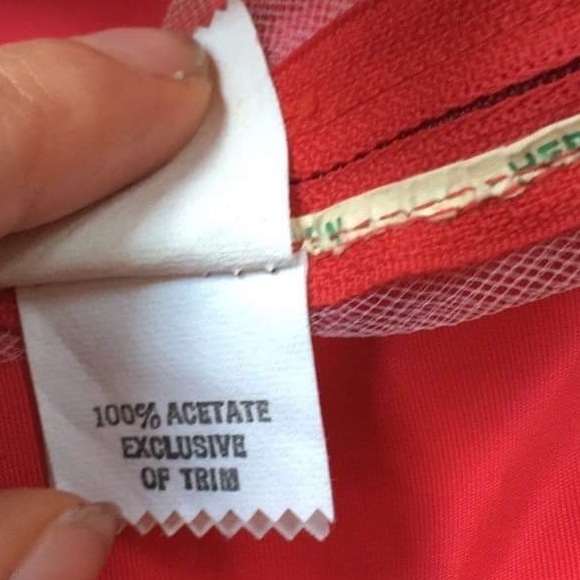 100% ACETATE
EXCLUSIVE
OF TRIM